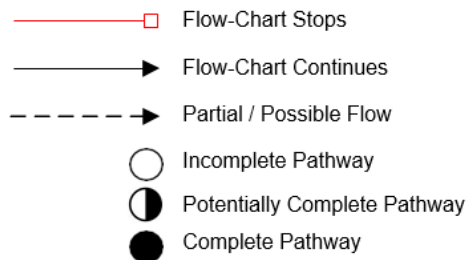 Flow-Chart Stops
Flow-Chart Continues
Partial / Possible Flow
Incomplete Pathway
Potentially Complete Pathway
Complete Pathway